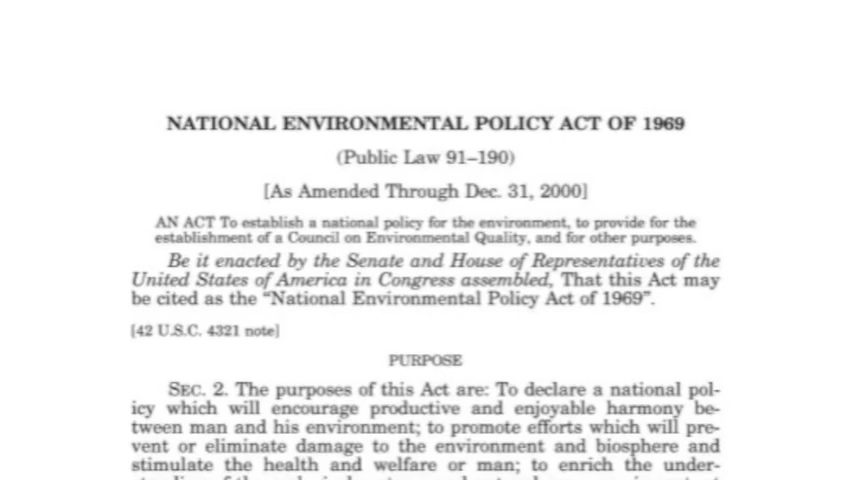 NATIONAL ENVIRONMENTAL POLICY ACT OF 1969
(Public Law 91–190)
[As Amended Through Dec. 31, 2000]
AN ACT To establish a national policy for the environment, to provide for the
establishment of a Council on Environmental Quality, and for other purposes.
Be it enacted by the Senate and House of Representatives of the
United States of America in Congress assembled, That this Act may
be cited as the “National Environmental Policy Act of 1969”.
[42 U.S.C. 4321 note]
PURPOSE
SEC. 2. The purposes of this Act are: To declare a national pol-
icy which will encourage productive and enjoyable harmony be-
tween man and his environment; to promote efforts which will pre-
vent or eliminate damage to the environment and biosphere and
stimulate the health and welfare or man; to enrich the under-